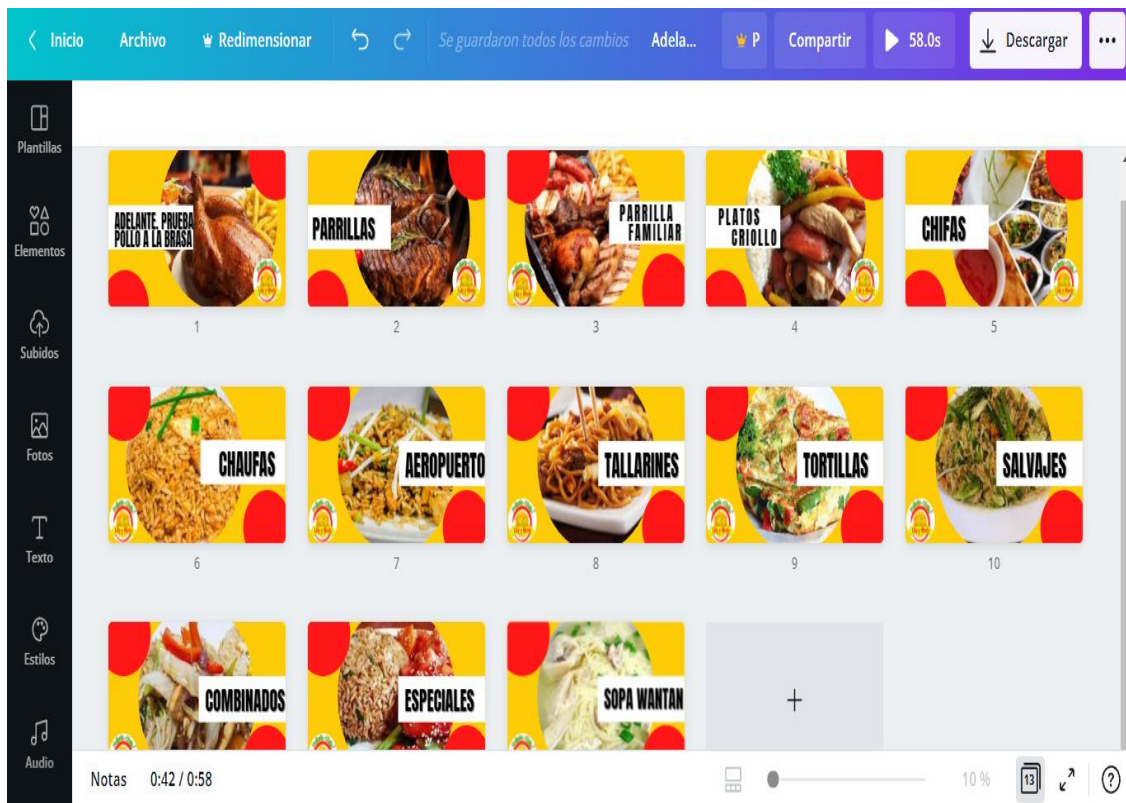 Inicio
Archivo
Redimensionar
Se guardaron todos los cambios
Adela...
P
Compartir
58.0s
Descargar
Plantillas
Elementos
Subidos
Fotos
Texto
Estilos
Audio
ADELANTE, PRUEBA
POLLO A LA BRASA
PARRILLAS
PARRILLA
FAMILIAR
PLATOS
CRIOLLO
CHIFAS
1
2
3
4
5
CHAUFAS
AEROPUERTO
TALLARINES
TORTILLAS
SALVAJES
6
7
8
9
10
COMBINADOS
ESPECIALES
SOPA WANTAN
+
Notas
0:42 / 0:58
10 %
13
?